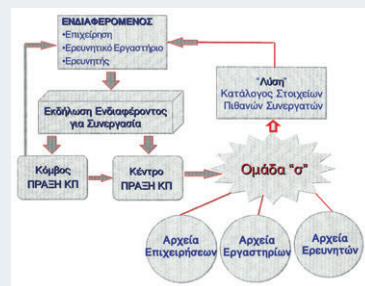 ΕΝΔΙΑΦΕΡΟΜΕΝΟΣ
•Επιχείρηση
•Ερευνητικό Εργαστήριο
•Ερευνητής
Εκδήλωση Ενδιαφέροντος
για Συνεργασία
Κόμβος
ΠΡΑΞΗ ΚΠ
Κέντρο
ΠΡΑΞΗ ΚΠ
"Λύση"
Κατάλογος Στοιχείων
Πιθανών Συνεργατών
Ομάδα "σ"
Αρχεία
Επιχειρήσεων
Αρχεία
Εργαστηρίων
Αρχεία
Ερευνητών